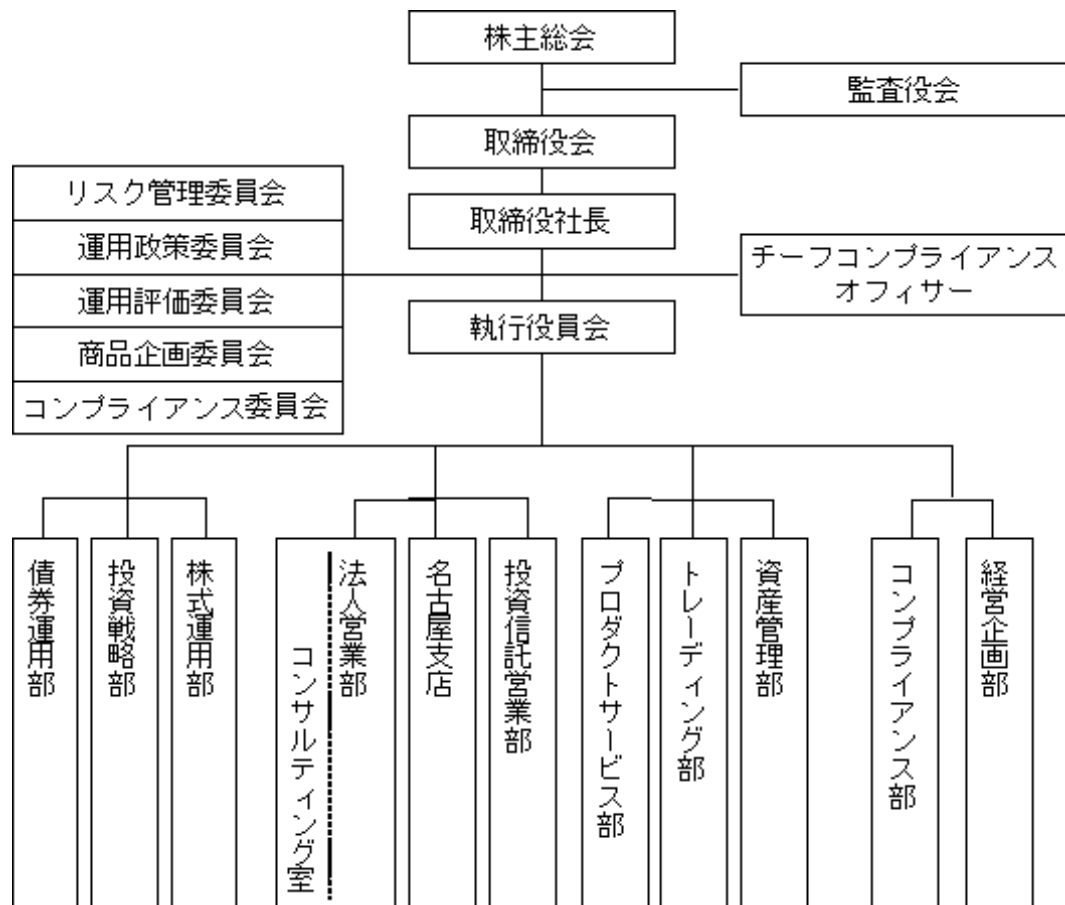 株主総会
監査役会
取締役会
リスク管理委員会
取締役社長
運用政策委員会
チーフコンプライアンス
オフィサー
運用評価委員会
執行役員会
商品企画委員会
コンプライアンス委員会
債券運用部
投資戦略部
株式運用部
コンサルティング室
法人営業部
名古屋支店
投資信託営業部
プロダクトサービス部
トレーディング部
資産管理部
コンプライアンス部
経営企画部